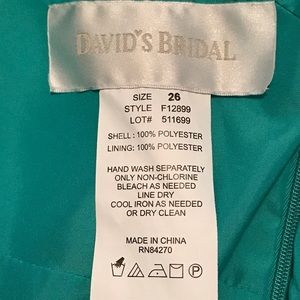 DAVID'S BRIDAL
SIZE 26
STYLE F12899
LOT# 511699
SHELL: 100% POLYESTER
LINING: 100% POLYESTER
HAND WASH SEPARATELY
ONLY NON-CHLORINE
BLEACH AS NEEDED
LINE DRY
COOL IRON AS NEEDED
OR DRY CLEAN
MADE IN CHINA
RN84270